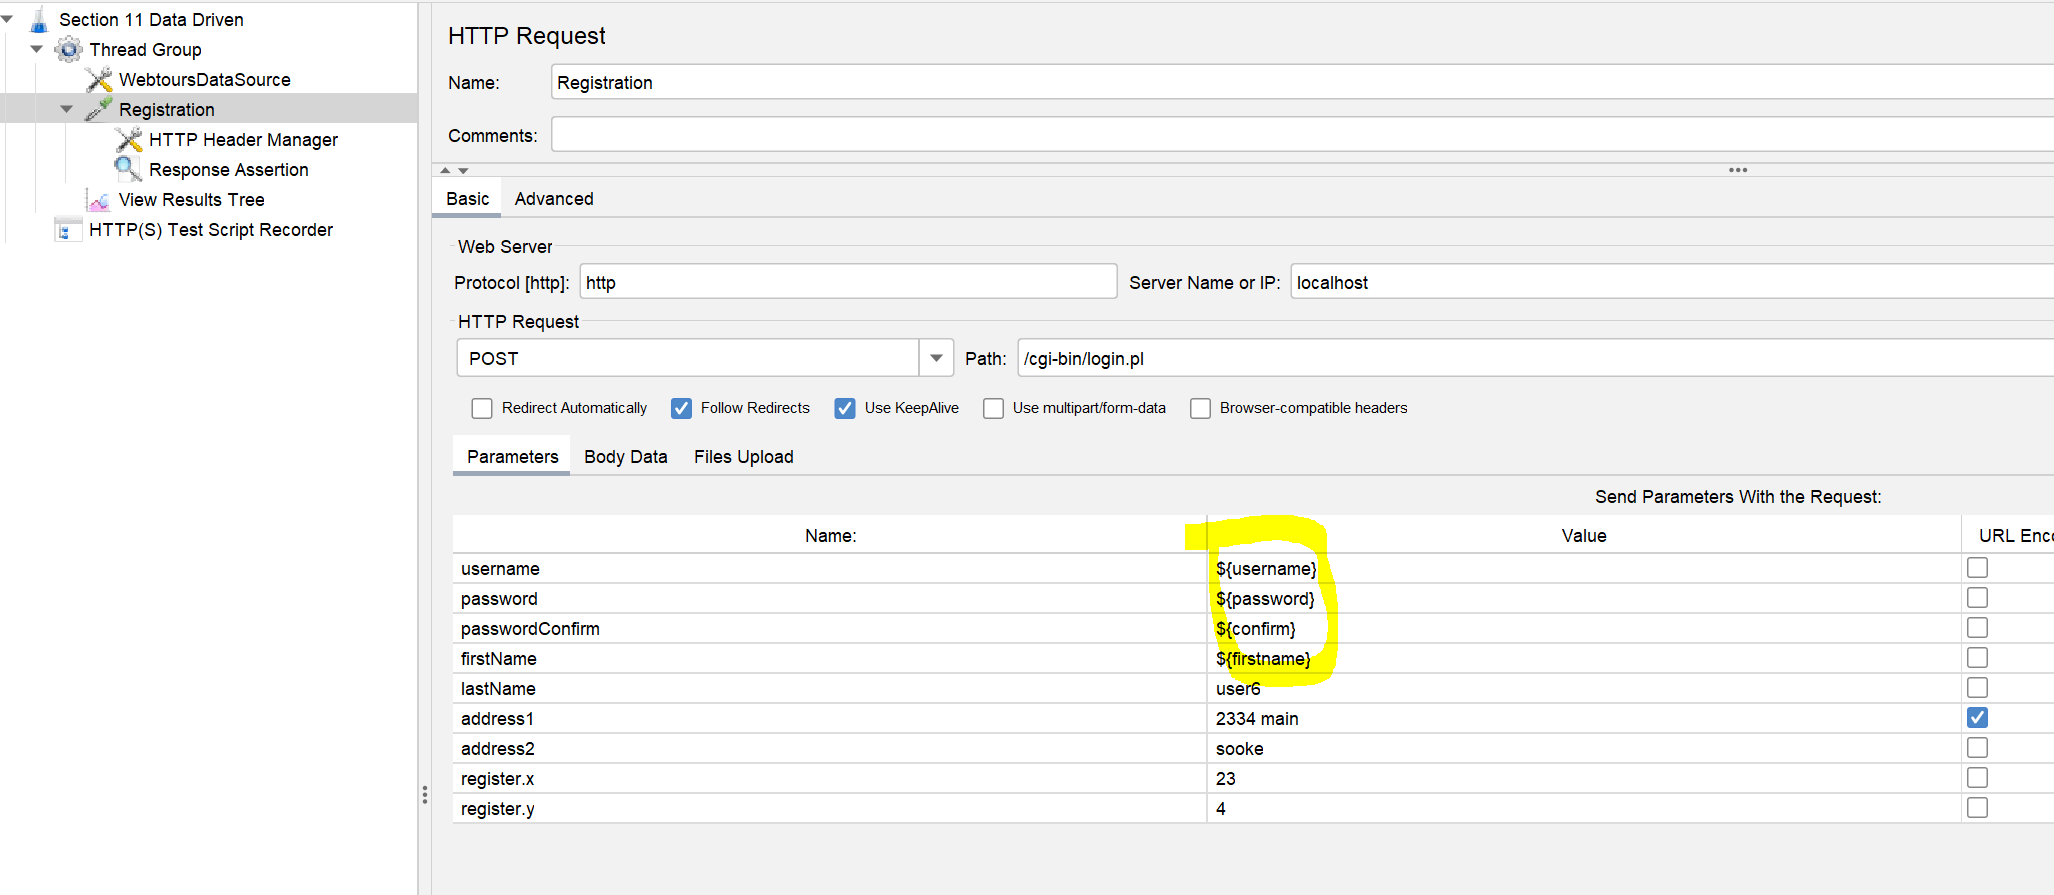 Section 11 Data Driven
Thread Group
WebtoursDataSource
Registration
HTTP Header Manager
Response Assertion
View Results Tree
HTTP(S) Test Script Recorder
HTTP Request
Name: Registration
Comments:
Basic Advanced
Web Server
Protocol [http]: http Server Name or IP: localhost
HTTP Request
POST Path: /cgi-bin/login.pl
Redirect Automatically Follow Redirects Use KeepAlive Use multipart/form-data Browser-compatible headers
Parameters Body Data Files Upload
Send Parameters With the Request:
Name: Value URL Enco
username ${username}
password ${password}
passwordConfirm ${confirm}
firstName ${firstname}
lastName user6
address1 2334 main
address2 sooke
register.x 23
register.y 4